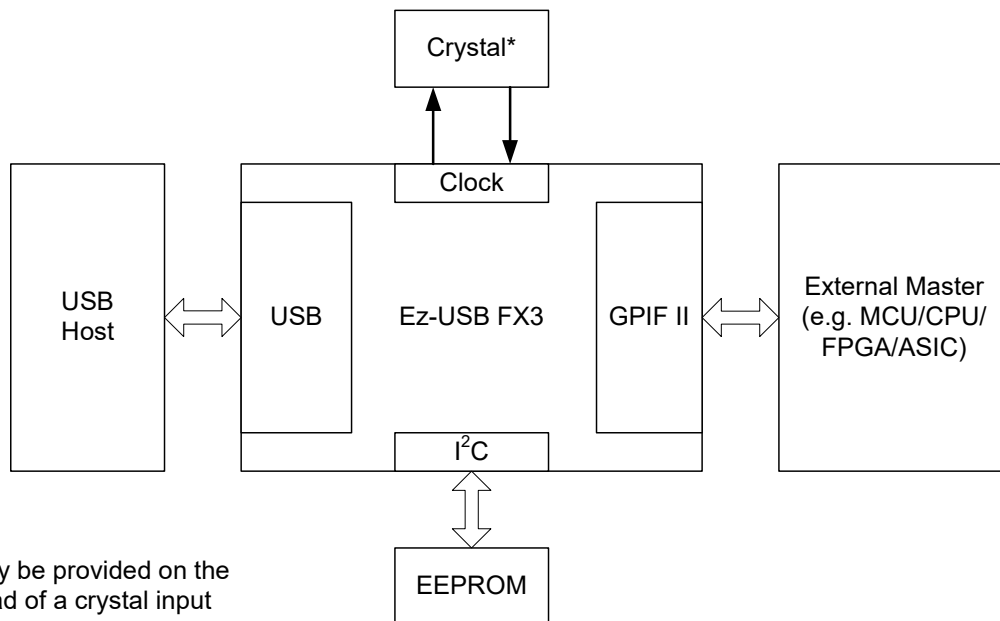 Crystal*
Clock
USB
Host
USB
Ez-USB FX3
GPIF II
External Master
(e.g. MCU/CPU/
FPGA/ASIC)
I²C
EEPROM
be provided on the
of a crystal input